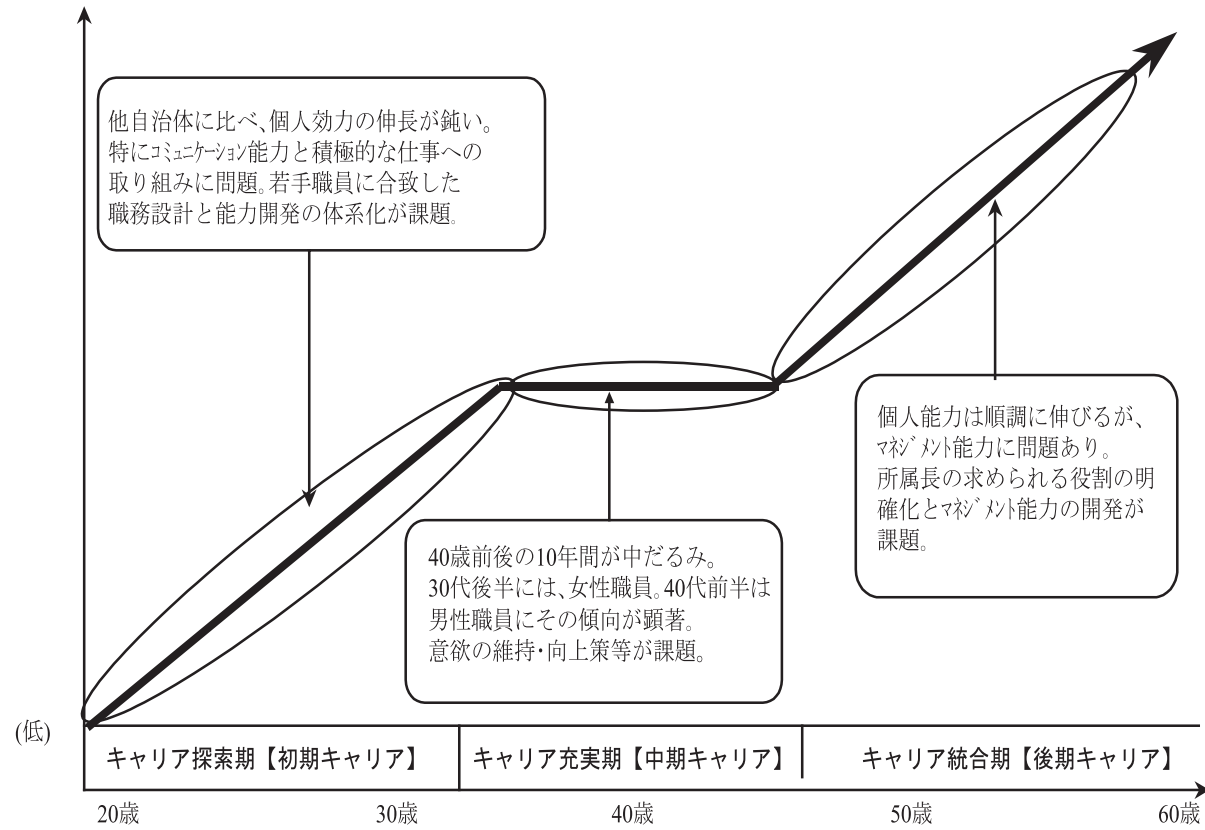 他自治体に比べ、個人効力の伸長が鈍い。
特にｺﾐｭﾆｹｰｼｮﾝ能力と積極的な仕事への
取り組みに問題。若手職員に合致した
職務設計と能力開発の体系化が課題。
個人能力は順調に伸びるが、
ﾏﾈｼﾞﾒﾝﾄ能力に問題あり。
所属長の求められる役割の明
確化とﾏﾈｼﾞﾒﾝﾄ能力の開発が
課題。
40歳前後の10年間が中だるみ。
30代後半には、女性職員。40代前半は
男性職員にその傾向が顕著。
意欲の維持・向上策等が課題。
(低)
キャリア探索期【初期キャリア】
キャリア充実期【中期キャリア】
キャリア統合期【後期キャリア】
20歳
30歳
40歳
50歳
60歳